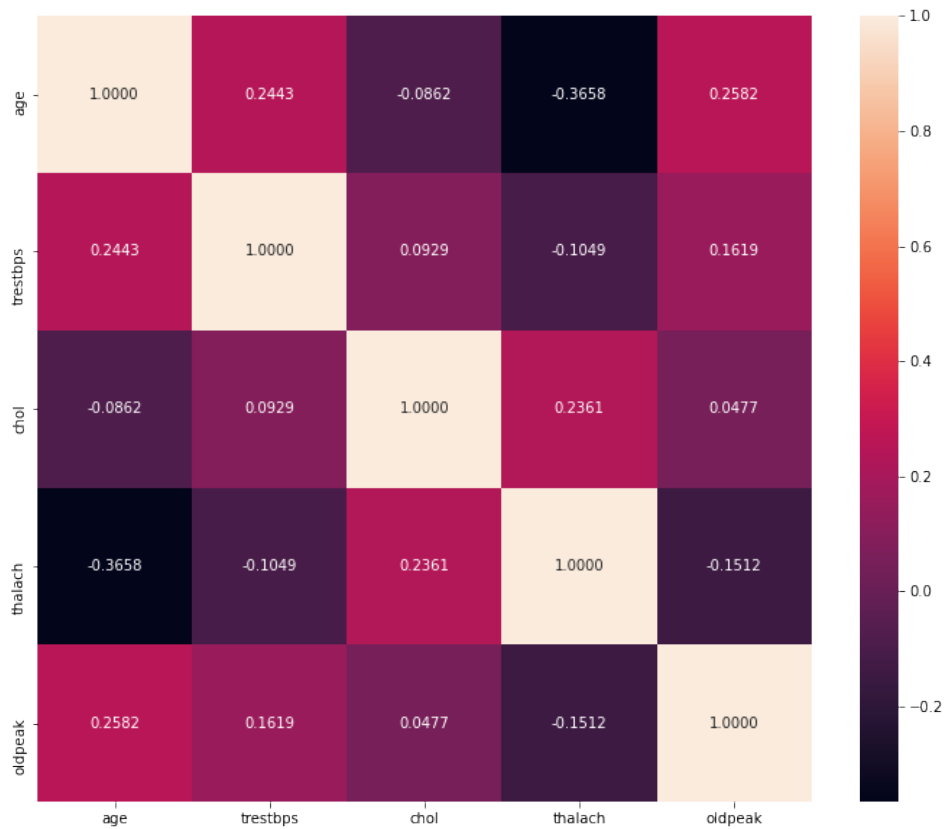 age 1.0000 0.2443 -0.0862 -0.3658 0.2582
trestbps 0.2443 1.0000 0.0929 -0.1049 0.1619
chol -0.0862 0.0929 1.0000 0.2361 0.0477
thalach -0.3658 -0.1049 0.2361 1.0000 -0.1512
oldpeak 0.2582 0.1619 0.0477 -0.1512 1.0000
age trestbps chol thalach oldpeak
1.0
0.8
0.6
0.4
0.2
0.0
−0.2